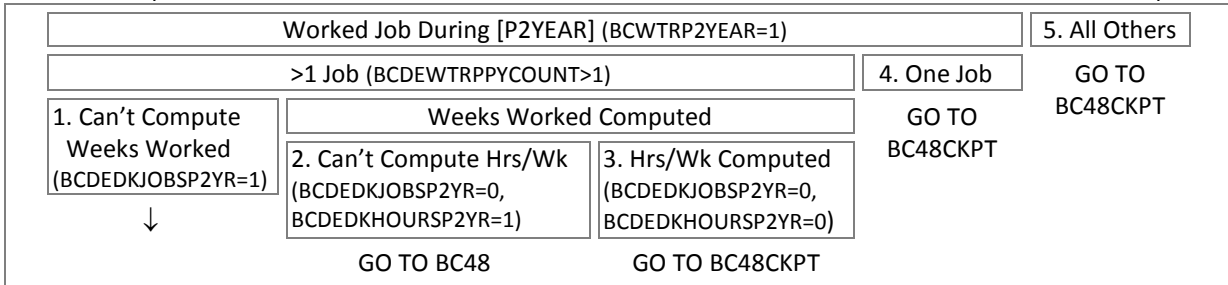 Worked Job During [P2YEAR] (BCWTRP2YEAR=1)
5. All Others
>1 Job (BCDEWTRPPYCOUNT>1)
4. One Job
GO TO
BC48CKPT
1. Can't Compute
Weeks Worked
(BCDEDKJOBSP2YR=1)
↓
Weeks Worked Computed
GO TO
BC48CKPT
2. Can't Compute Hrs/Wk
(BCDEDKJOBSP2YR=0,
BCDEDKHOURSP2YR=1)
3. Hrs/Wk Computed
(BCDEDKJOBSP2YR=0,
BCDEDKHOURSP2YR=0)
GO TO BC48
GO TO BC48CKPT